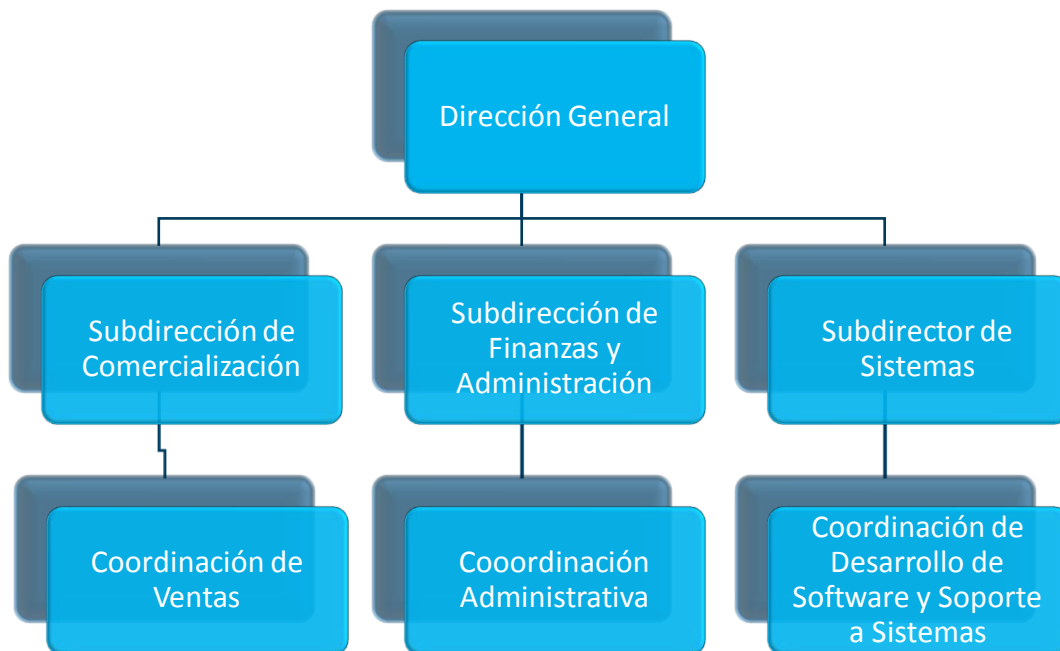 Dirección General
Subdirección de
Comercialización
Subdirección de
Finanzas y
Administración
Subdirector de
Sistemas
Coordinación de
Ventas
Cooordinación
Administrativa
Coordinación de
Desarrollo de
Software y Soporte
a Sistemas